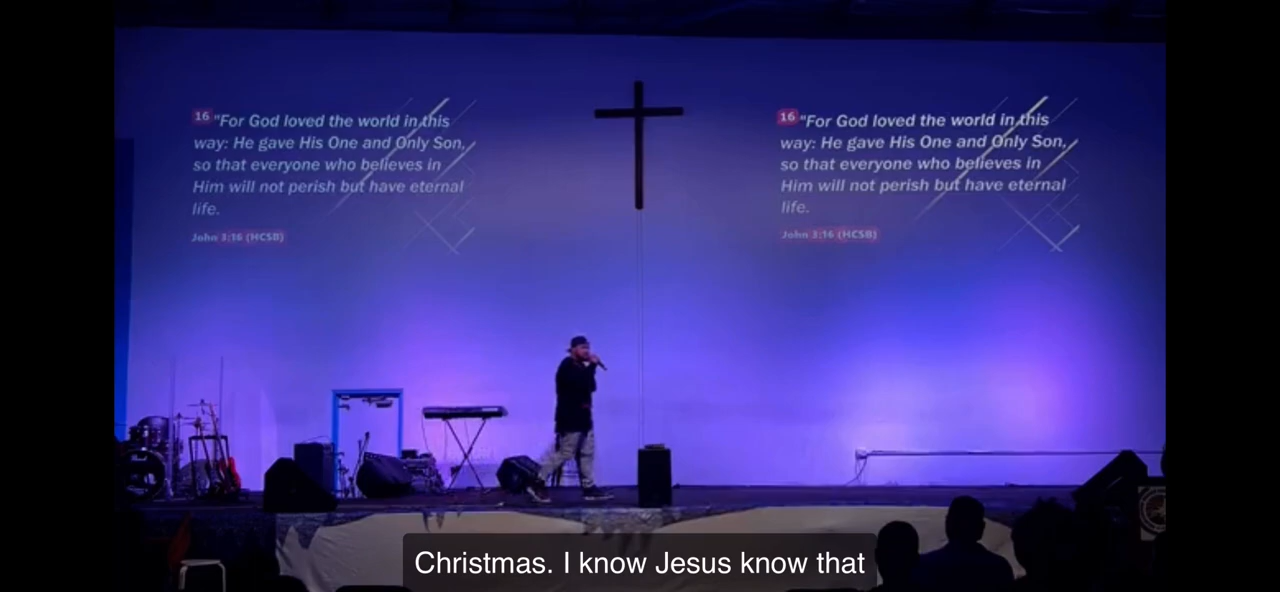 16 "For God loved the world in this
way: He gave His One and Only Son,
so that everyone who believes in
Him will not perish but have eternal
life.
John 3:16 (HCSB)
16 "For God loved the world in this
way: He gave His One and Only Son,
so that everyone who believes in
Him will not perish but have eternal
life.
John 3:16 (HCSB)
Christmas. I know Jesus know that